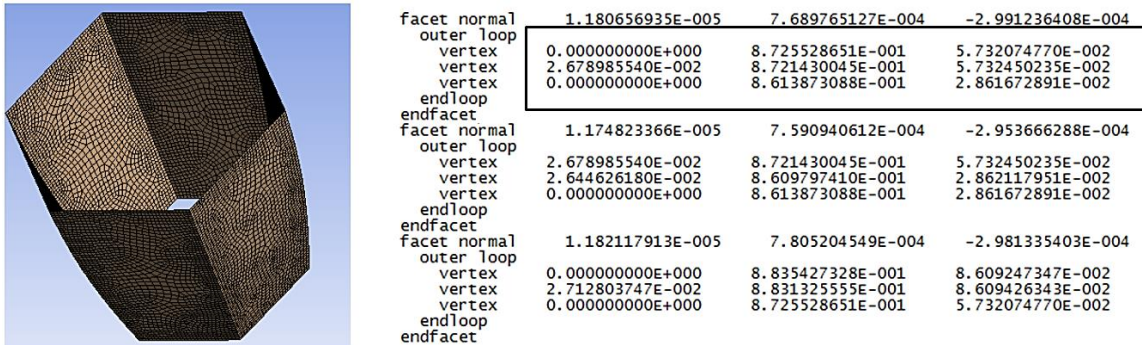 facet normal 1.180656935E-005 7.689765127E-004 -2.991236408E-004
outer loop
vertex 0.000000000E+000 8.725528651E-001 5.732074770E-002
vertex 2.678985540E-002 8.721430045E-001 5.732450235E-002
vertex 0.000000000E+000 8.613873088E-001 2.861672891E-002
endloop
endfacet
facet normal 1.174823366E-005 7.590940612E-004 -2.953666288E-004
outer loop
vertex 2.678985540E-002 8.721430045E-001 5.732450235E-002
vertex 2.644626180E-002 8.609797410E-001 2.862117951E-002
vertex 0.000000000E+000 8.613873088E-001 2.861672891E-002
endloop
endfacet
facet normal 1.182117913E-005 7.805204549E-004 -2.981335403E-004
outer loop
vertex 0.000000000E+000 8.835427328E-001 8.609247347E-002
vertex 2.712803747E-002 8.831325555E-001 8.609426343E-002
vertex 0.000000000E+000 8.725528651E-001 5.732074770E-002
endloop
endfacet